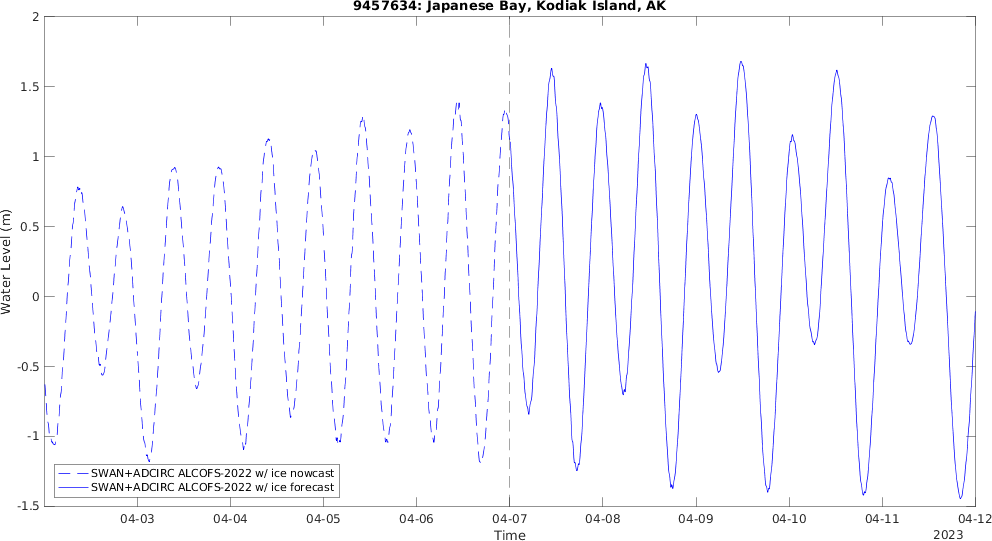 9457634: Japanese Bay, Kodiak Island, AK
2
1.5
1
0.5
0
-0.5
-1
-1.5
Water Level (m)
SWAN+ADCIRC ALCOFS-2022 w/ ice nowcast
SWAN+ADCIRC ALCOFS-2022 w/ ice forecast
04-03 04-04 04-05 04-06 04-07 04-08 04-09 04-10 04-11 04-12
Time
2023